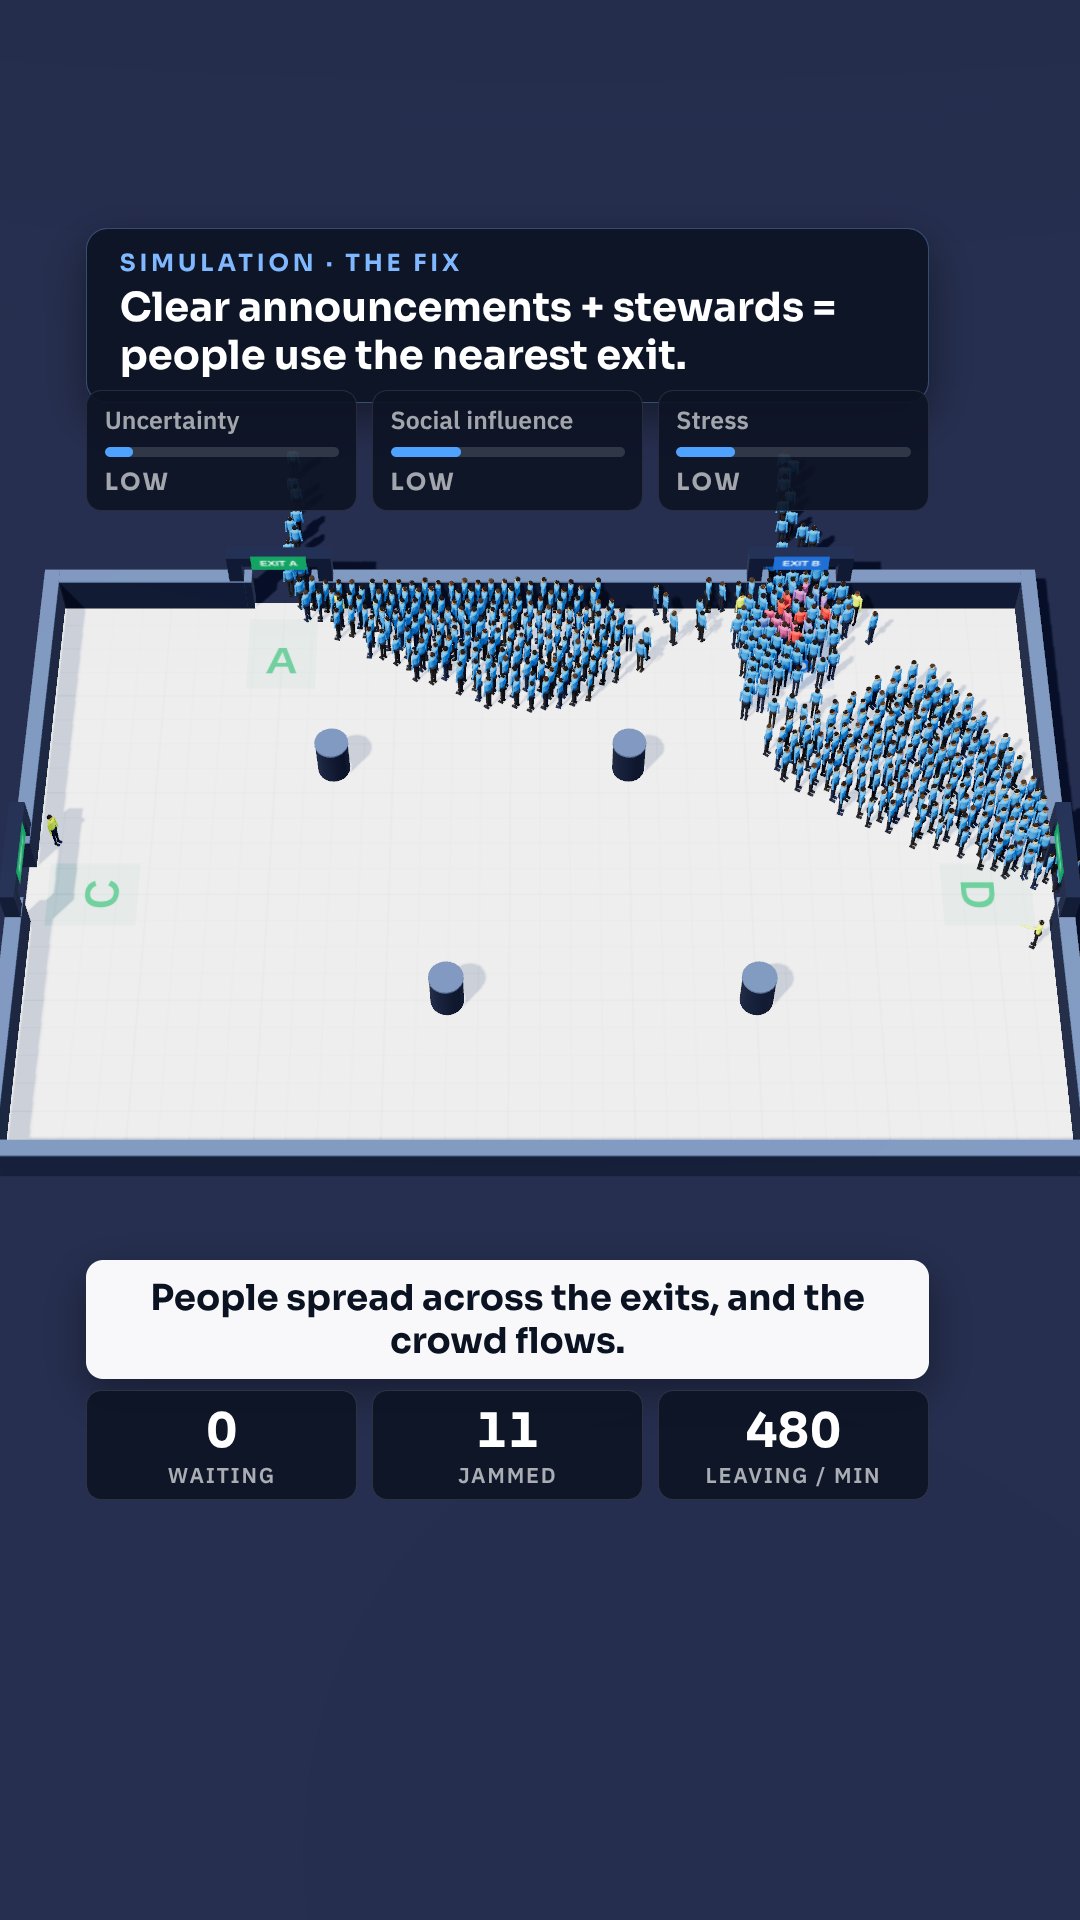 SIMULATION · THE FIX
Clear announcements + stewards =
people use the nearest exit.
Uncertainty
LOW
Social influence
LOW
Stress
LOW
EXIT A
EXIT B
A
C
D
People spread across the exits, and the
crowd flows.
0
WAITING
11
JAMMED
480
LEAVING / MIN